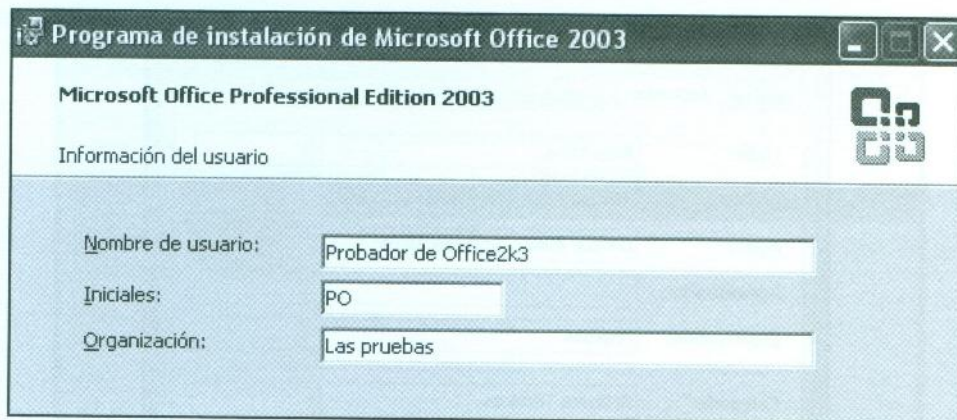 Programa de instalación de Microsoft Office 2003
Microsoft Office Professional Edition 2003
Información del usuario
Nombre de usuario: Probador de Office2k3
Iniciales: PO
Organización: Las pruebas